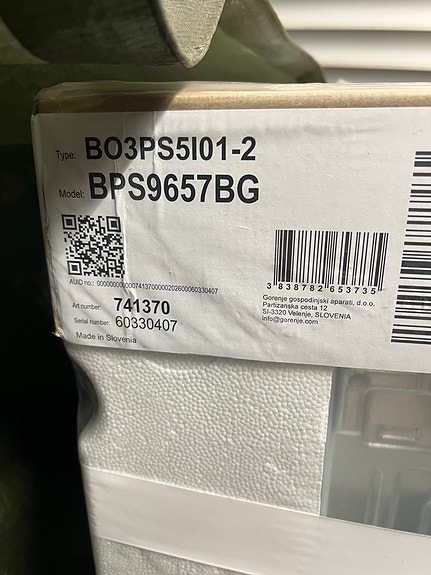 Type: BO3PS5I01-2
Model: BPS9657BG
AUID no.: 0000000000007413700000202600060330407
Art number: 741370
Serial number: 60330407
Made in Slovenia
3 838782 653735
Gorenje gospodinjski aparati, d.o.o.
Partizanska cesta 12
SI-3320 Velenje, SLOVENIA
info@gorenje.com